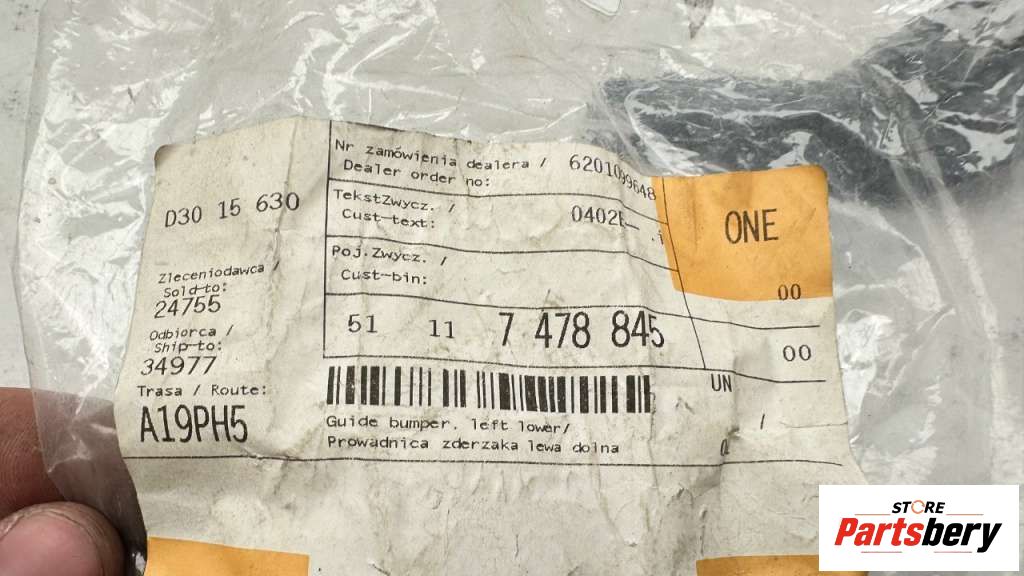 D30 15 630
Zleceniodawca /
Sold-to:
24755
Odbiorca /
Ship-to:
34977
Trasa / Route:
A19PH5
Nr zamówienia dealera / 6201099648
Dealer order no:
TekstZwycz. /
Cust-text: 0402
Poj.Zwycz. /
Cust-bin:
51 11 7 478 845
Guide bumper. left lower/
Prowadnica zderzaka lewa dolna
ONE
00
00
UN
/
STORE
Partsbery